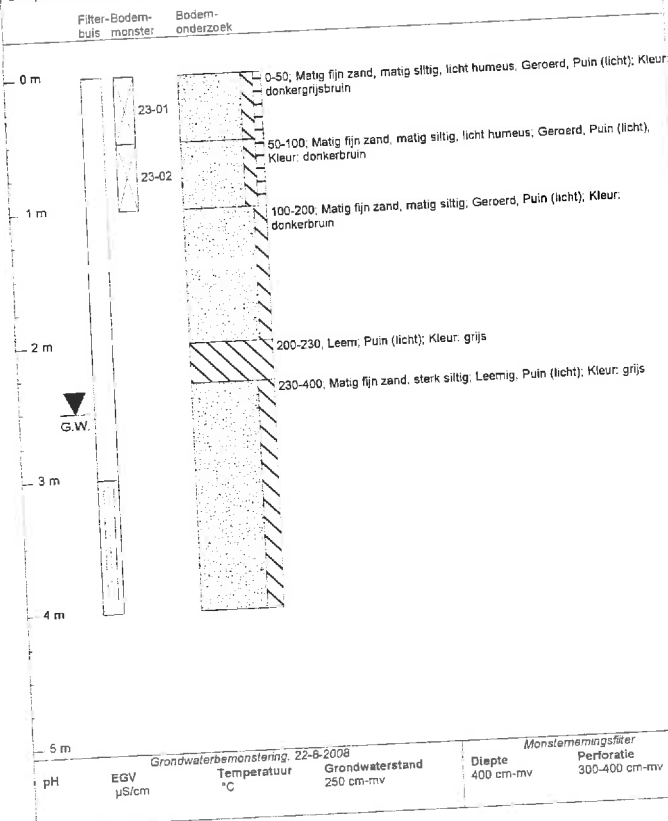 Filter- Bodem- Bodem-
buis monster onderzoek
0 m
0-50; Matig fijn zand, matig siltig, licht humeus; Geroerd, Puin (licht); Kleur:
donkergrijsbruin
23-01
50-100; Matig fijn zand, matig siltig, licht humeus; Geroerd, Puin (licht),
Kleur: donkerbruin
23-02
1 m
100-200; Matig fijn zand, matig siltig; Geroerd, Puin (licht); Kleur:
donkerbruin
2 m
200-230, Leem; Puin (licht); Kleur: grijs
230-400; Matig fijn zand, sterk siltig; Leemig, Puin (licht); Kleur: grijs
G.W.
3 m
4 m
5 m
Grondwaterbemonstering, 22-8-2008
Monsternemingsfilter
pH EGV Temperatuur Grondwaterstand Diepte Perforatie
µS/cm °C 250 cm-mv 400 cm-mv 300-400 cm-mv